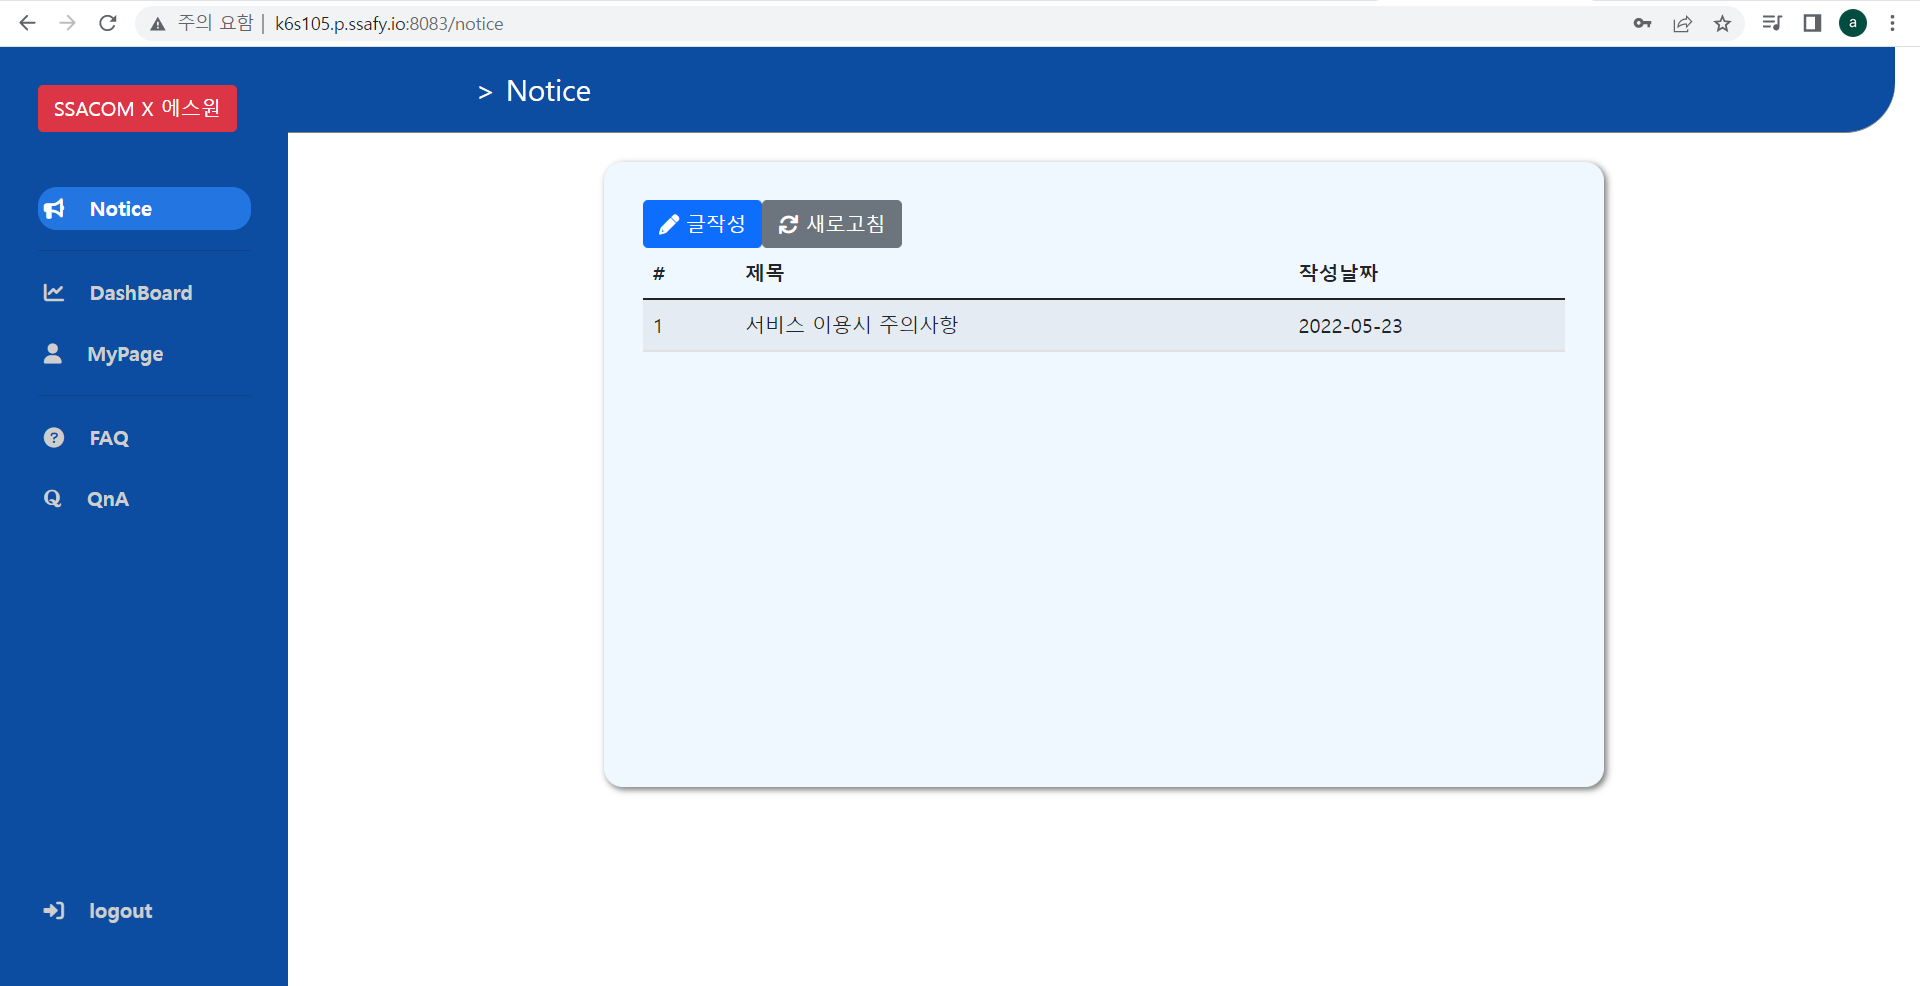 주의 요함 | k6s105.p.ssafy.io:8083/notice
a
SSACOM X 에스원
> Notice
Notice
DashBoard
MyPage
? FAQ
Q QnA
logout
글작성 새로고침
# 제목 작성날짜
1 서비스 이용시 주의사항 2022-05-23